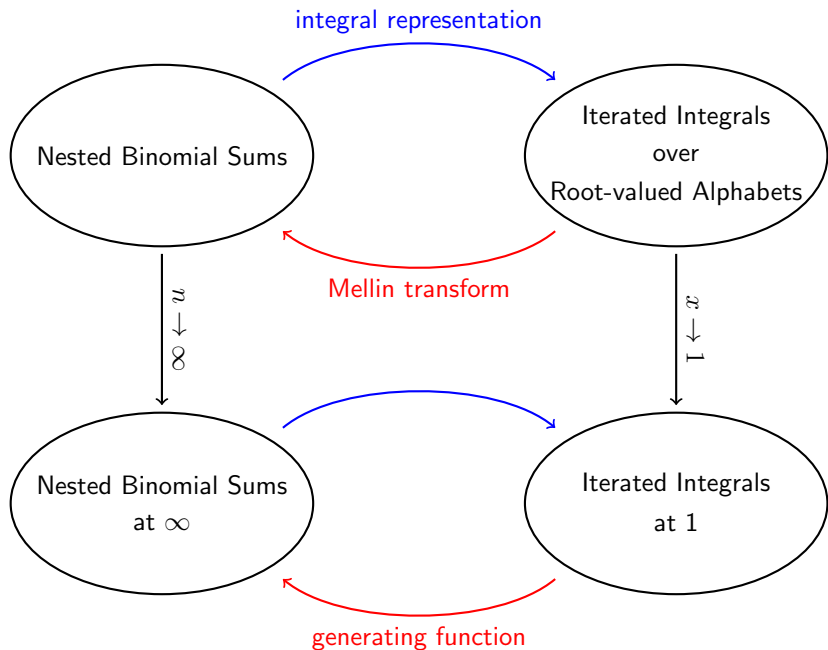 integral representation
Nested Binomial Sums
Iterated Integrals
over
Root-valued Alphabets
Mellin transform
n → ∞
x → 1
Nested Binomial Sums
at ∞
Iterated Integrals
at 1
generating function